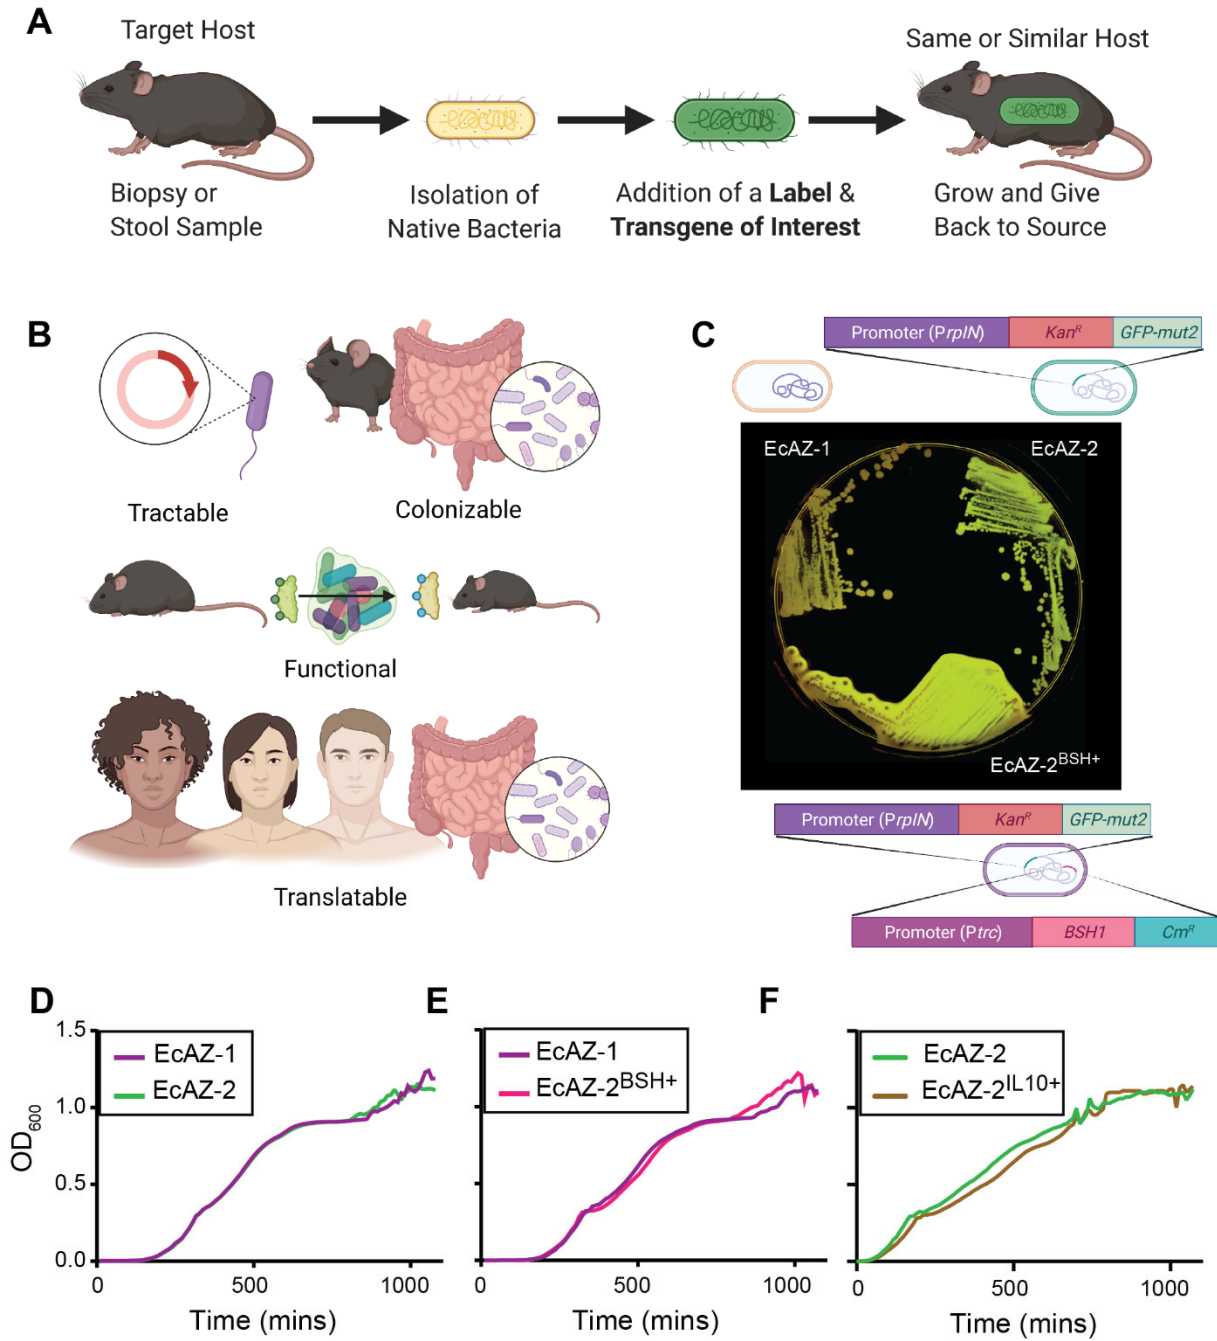 A
Target Host
Same or Similar Host
Biopsy or
Stool Sample
Isolation of
Native Bacteria
Addition of a Label &
Transgene of Interest
Grow and Give
Back to Source
B
Tractable
Colonizable
Functional
Translatable
C
Promoter (PrplN)
Kanᴿ
GFP-mut2
EcAZ-1
EcAZ-2
EcAZ-2ᴮˢᴴ⁺
Promoter (PrplN)
Kanᴿ
GFP-mut2
Promoter (Ptrc)
BSH1
Cmᴿ
D
1.5
1.0
0.5
0.0
OD₆₀₀
EcAZ-1
EcAZ-2
0
500
1000
Time (mins)
E
EcAZ-1
EcAZ-2ᴮˢᴴ⁺
0
500
1000
Time (mins)
F
EcAZ-2
EcAZ-2ᴵᴸ¹⁰⁺
0
500
1000
Time (mins)